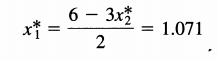 x₁* = (6 − 3x₂*) / 2 = 1.071 .